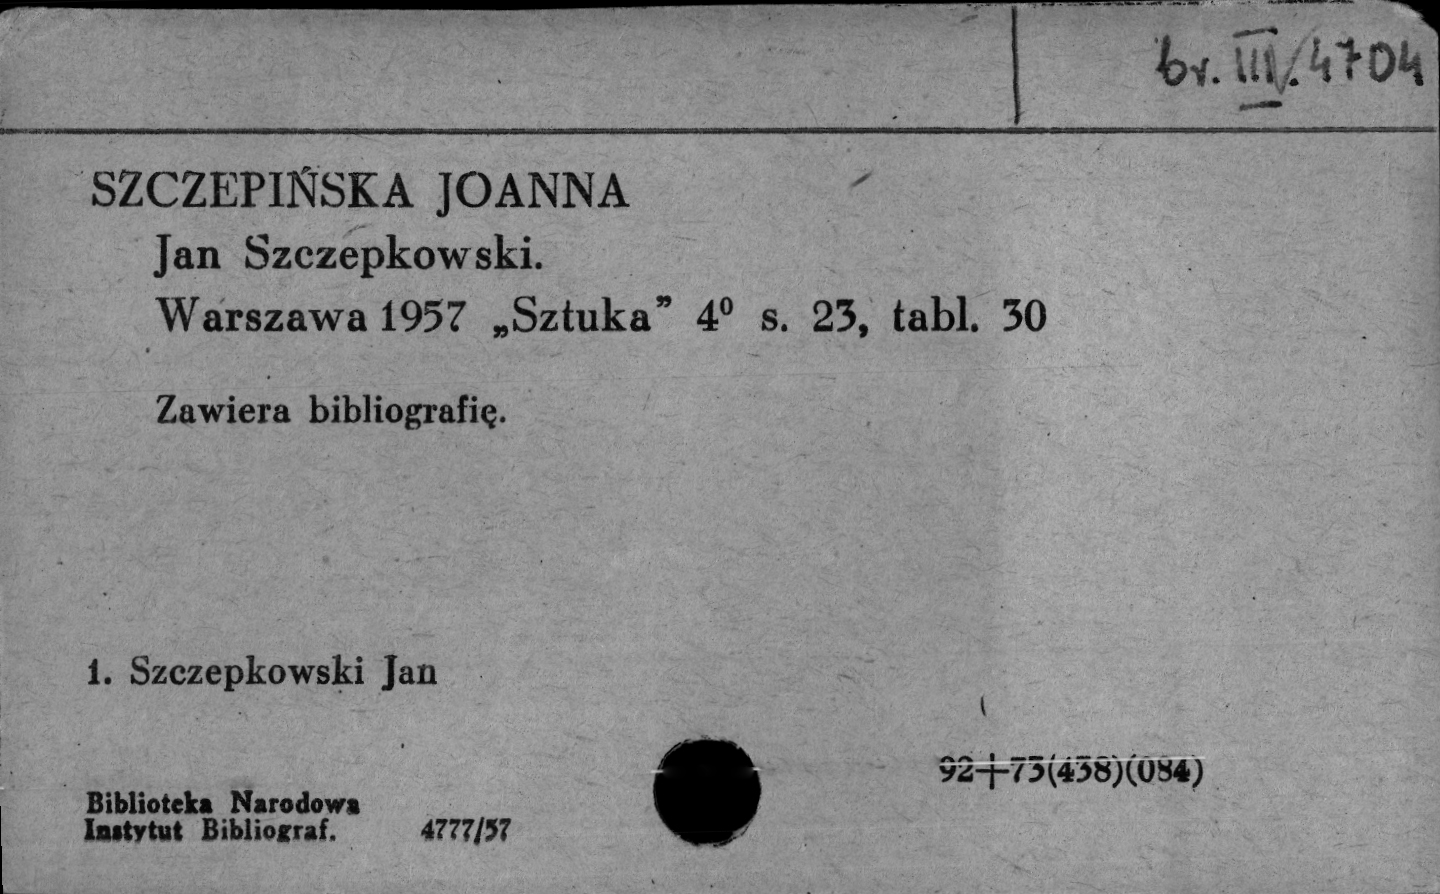 br. III. 4704
SZCZEPIŃSKA JOANNA
Jan Szczepkowski.
Warszawa 1957 „Sztuka” 4⁰ s. 23, tabl. 30
Zawiera bibliografię.
1. Szczepkowski Jan
92+73(438)(084)
Biblioteka Narodowa
Instytut Bibliograf. 4777/57